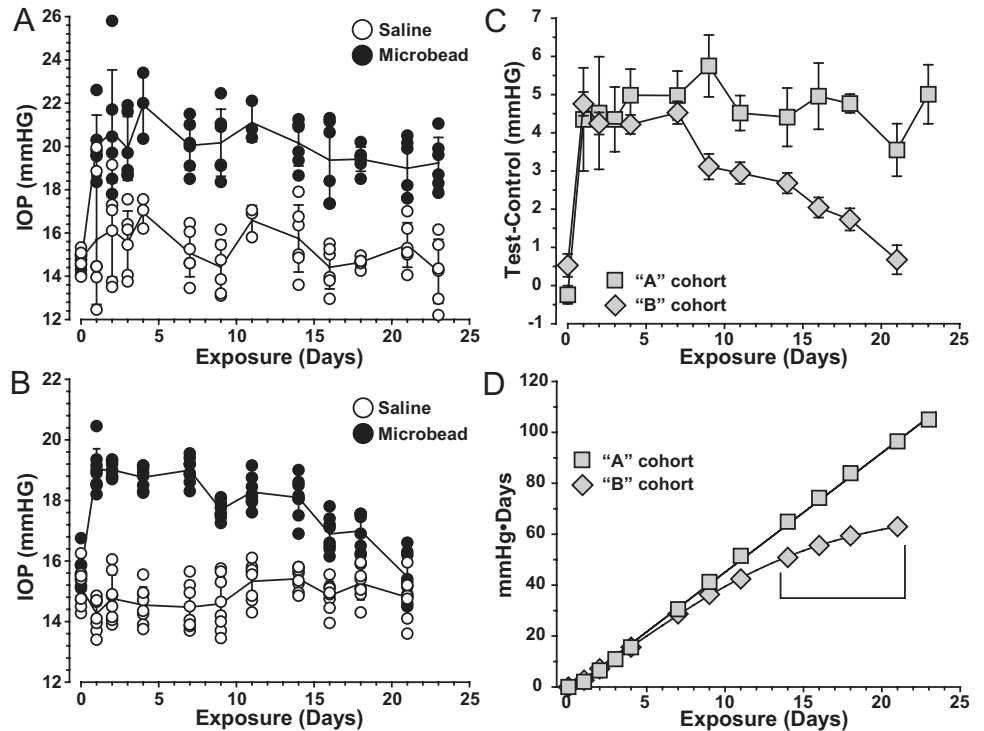 A
26
24
22
20
18
16
14
12
IOP (mmHG)
Saline
Microbead
0 5 10 15 20 25
Exposure (Days)
B
22
20
18
16
14
12
IOP (mmHG)
Saline
Microbead
0 5 10 15 20 25
Exposure (Days)
C
7
6
5
4
3
2
1
0
-1
Test-Control (mmHG)
"A" cohort
"B" cohort
0 5 10 15 20 25
Exposure (Days)
D
120
100
80
60
40
20
0
mmHg•Days
"A" cohort
"B" cohort
0 5 10 15 20 25
Exposure (Days)